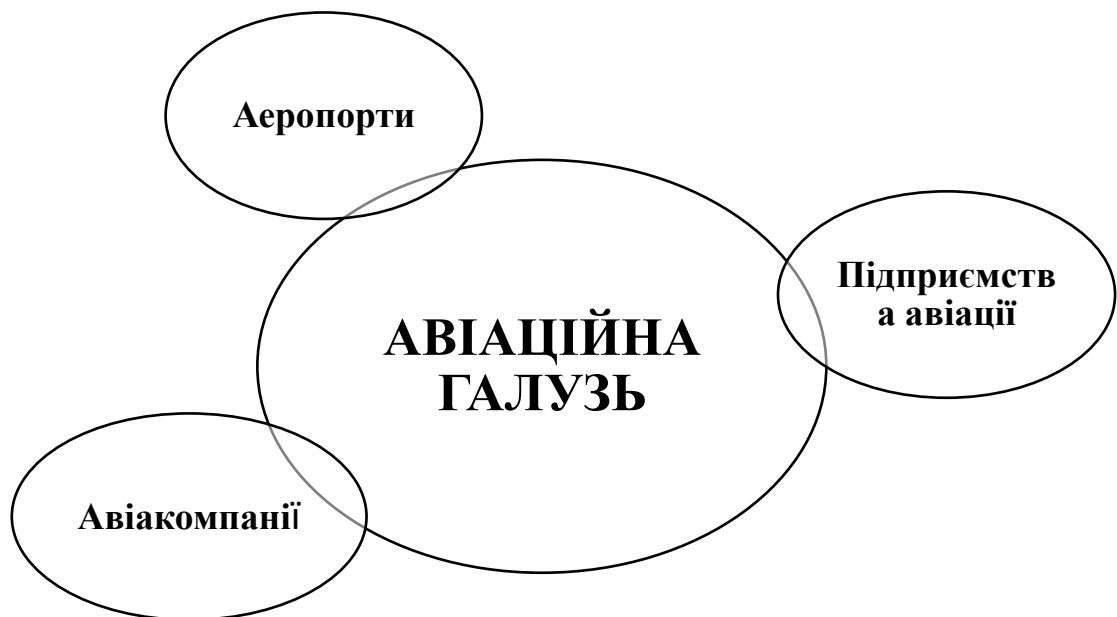 Аеропорти
Підприємств
а авіації
АВІАЦІЙНА
ГАЛУЗЬ
Авіакомпанії